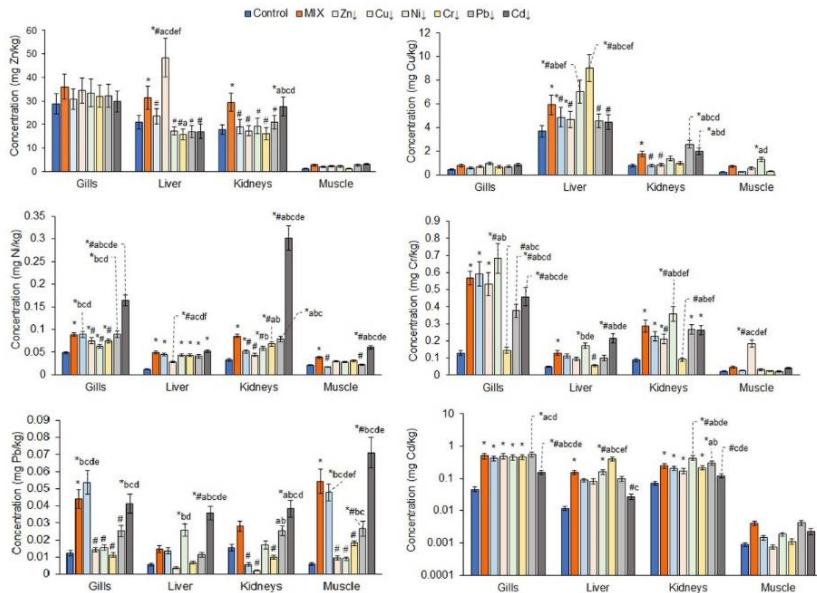 Control MIX Zn↓ Cu↓ Ni↓ Cr↓ Pb↓ Cd↓
Concentration (mg Zn/kg)
60
50
40
30
20
10
0
*
#
*#acdef
#
#a
#
#
*
#
#
#
#
#
*abcd
Gills Liver Kidneys Muscle
Concentration (mg Cu/kg)
12
10
8
6
4
2
0
*
*#
*#
*#abef
*#abcef
#
#
*
#
#
*abcd
*abd
*ad
Gills Liver Kidneys Muscle
Concentration (mg Ni/kg)
0.35
0.3
0.25
0.2
0.15
0.1
0.05
0
*
*bcd
*#
*#
*#
*bcd
*#abcde
*
*
*#acdf
*
*
*
*
*
*#
*#
*#b
*#ab
*abc
*
#
#
*#abcde
Gills Liver Kidneys Muscle
Concentration (mg Cr/kg)
0.9
0.8
0.7
0.6
0.5
0.4
0.3
0.2
0.1
0
*
*
*
*#ab
#abc
*#abcd
*#abcde
*
*bde
#
*#abde
*
*
*#
*#abdef
#abef
*
*
*#acdef
Gills Liver Kidneys Muscle
Concentration (mg Pb/kg)
0.09
0.08
0.07
0.06
0.05
0.04
0.03
0.02
0.01
0
*
*bcde
#
#
#
#
*bcd
*bd
*#abcde
#
#
#
ab
*abcd
*
*bcdef
#
#
#
*#bc
*#bcde
Gills Liver Kidneys Muscle
Concentration (mg Cd/kg)
10
1
0.1
0.01
0.001
0.0001
*
*
*
*
*
*acd
*#abcde
*
*
*#abcef
#c
*
*
*
*#abde
*
*ab
#cde
Gills Liver Kidneys Muscle